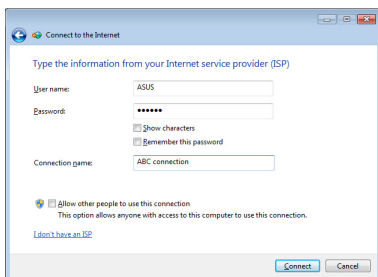 Connect to the Internet
Type the information from your Internet service provider (ISP)
User name: ASUS
Password: ••••••
Show characters
Remember this password
Connection name: ABC connection
Allow other people to use this connection
This option allows anyone with access to this computer to use this connection.
I don't have an ISP
Connect Cancel